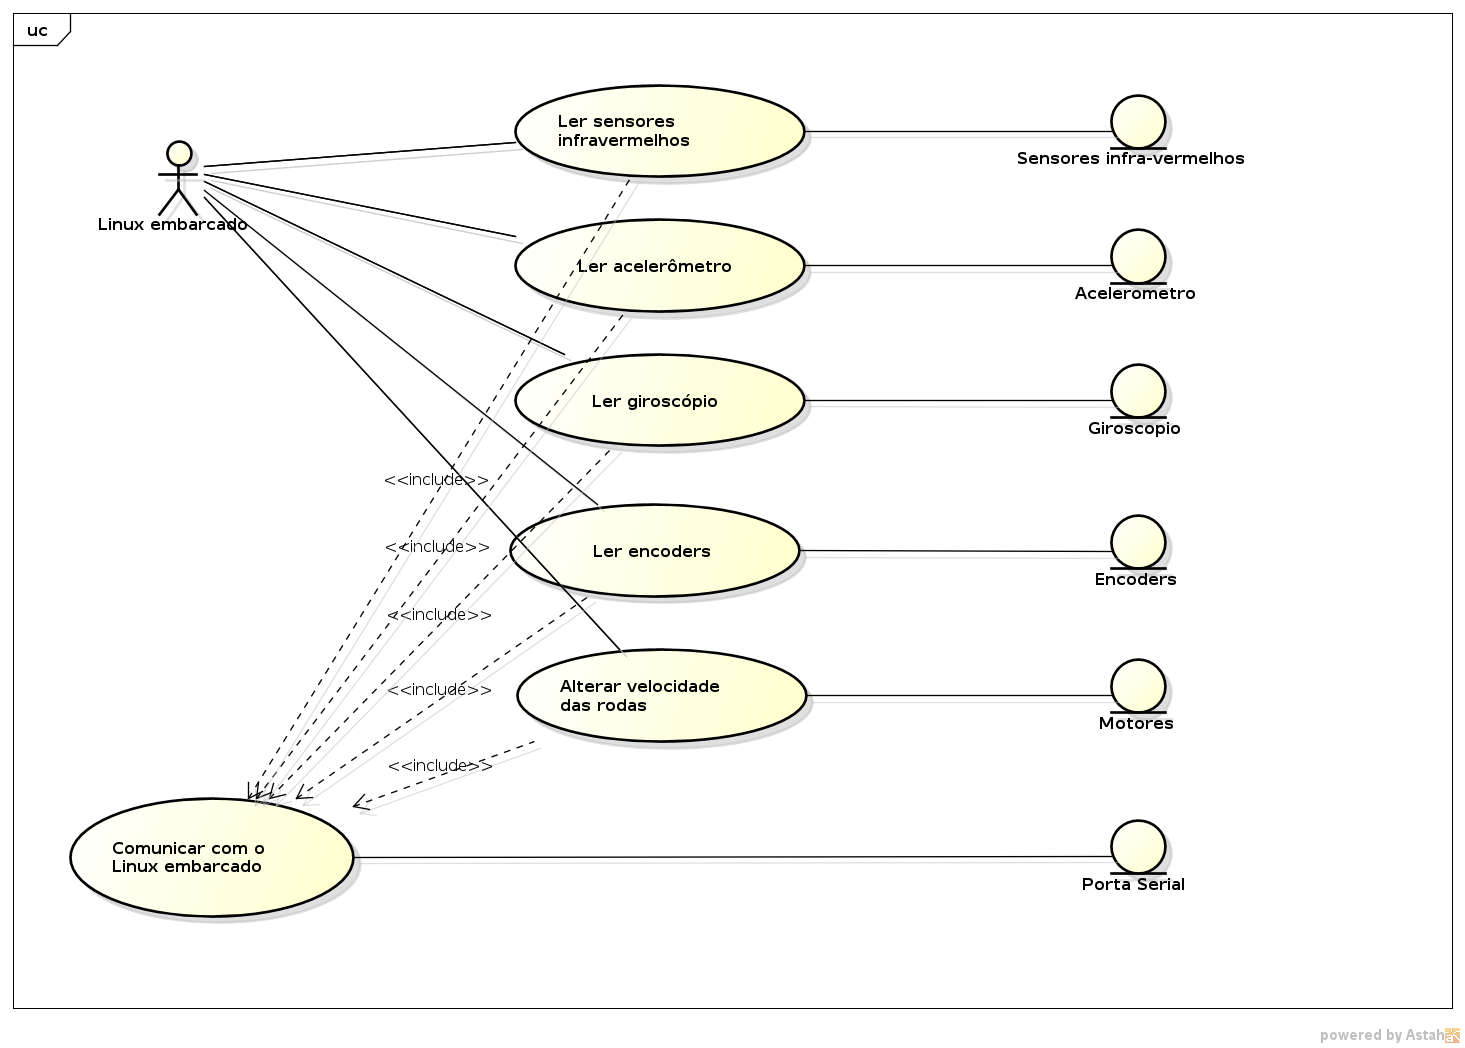 uc
Ler sensores
infravermelhos
Sensores infra-vermelhos
Linux embarcado
Ler acelerômetro
Acelerometro
Ler giroscópio
Giroscopio
<<include>>
<<include>>
Ler encoders
Encoders
<<include>>
<<include>>
Alterar velocidade
das rodas
Motores
<<include>>
Comunicar com o
Linux embarcado
Porta Serial
powered by Astah